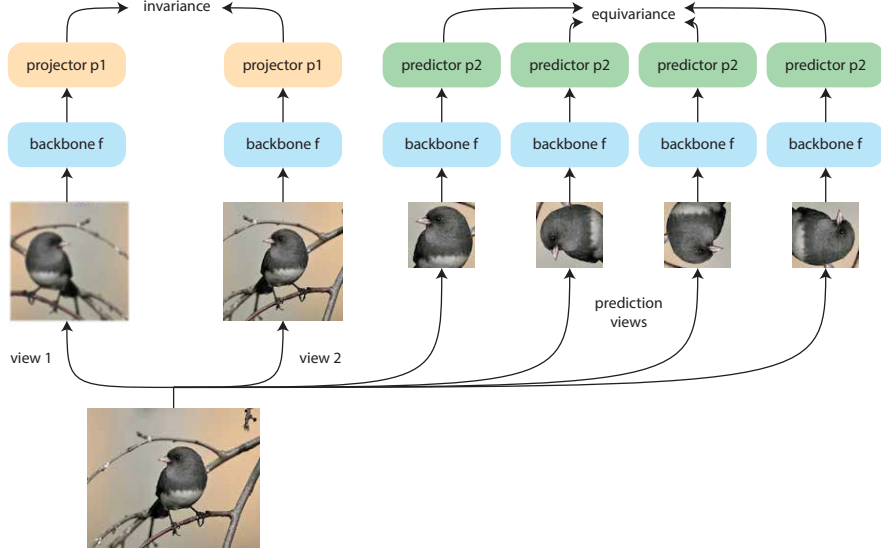 invariance
equivariance
projector p1
projector p1
predictor p2
predictor p2
predictor p2
predictor p2
backbone f
backbone f
backbone f
backbone f
backbone f
backbone f
prediction
views
view 1
view 2